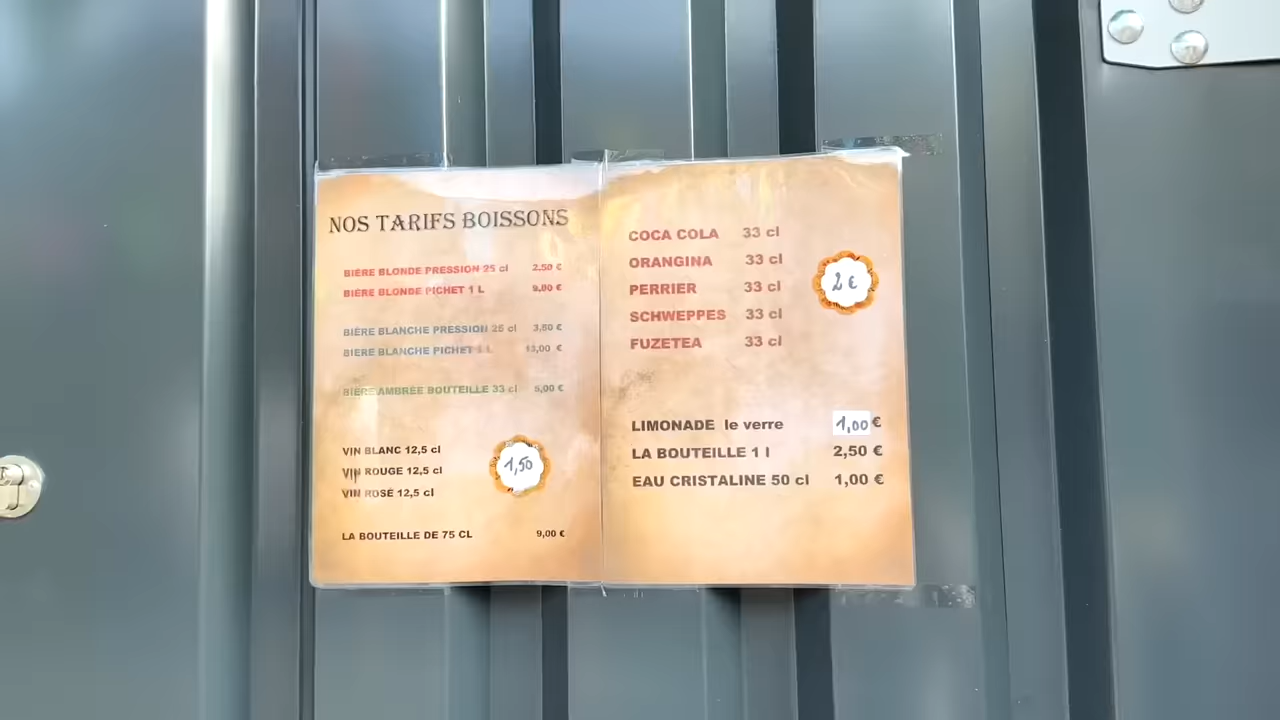 NOS TARIFS BOISSONS
BIÈRE BLONDE PRESSION 25 cl 2,50 €
BIÈRE BLONDE PICHET 1 L 9,00 €
BIÈRE BLANCHE PRESSION 25 cl 3,50 €
BIÈRE BLANCHE PICHET 1 L 13,00 €
BIÈRE AMBRÉE BOUTEILLE 33 cl 5,00 €
VIN BLANC 12,5 cl
VIN ROUGE 12,5 cl 1,50
VIN ROSÉ 12,5 cl
LA BOUTEILLE DE 75 CL 9,00 €
COCA COLA 33 cl
ORANGINA 33 cl 2 €
PERRIER 33 cl
SCHWEPPES 33 cl
FUZETEA 33 cl
LIMONADE le verre 1,00 €
LA BOUTEILLE 1 l 2,50 €
EAU CRISTALINE 50 cl 1,00 €